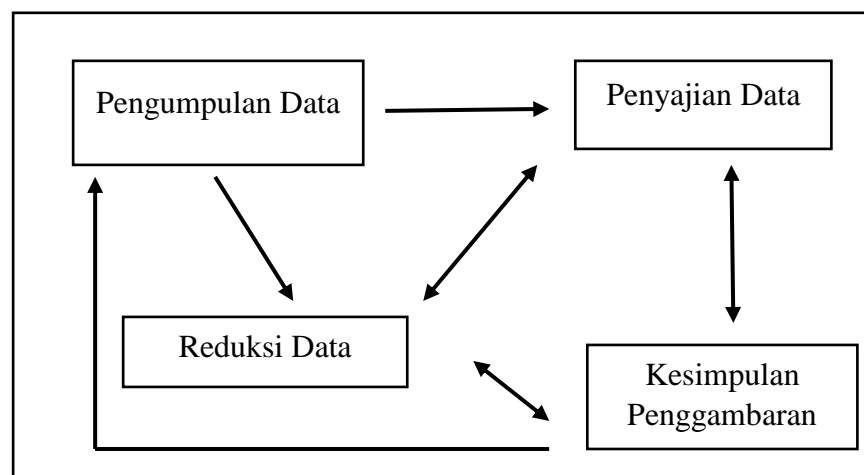 Pengumpulan Data
Penyajian Data
Reduksi Data
Kesimpulan
Penggambaran